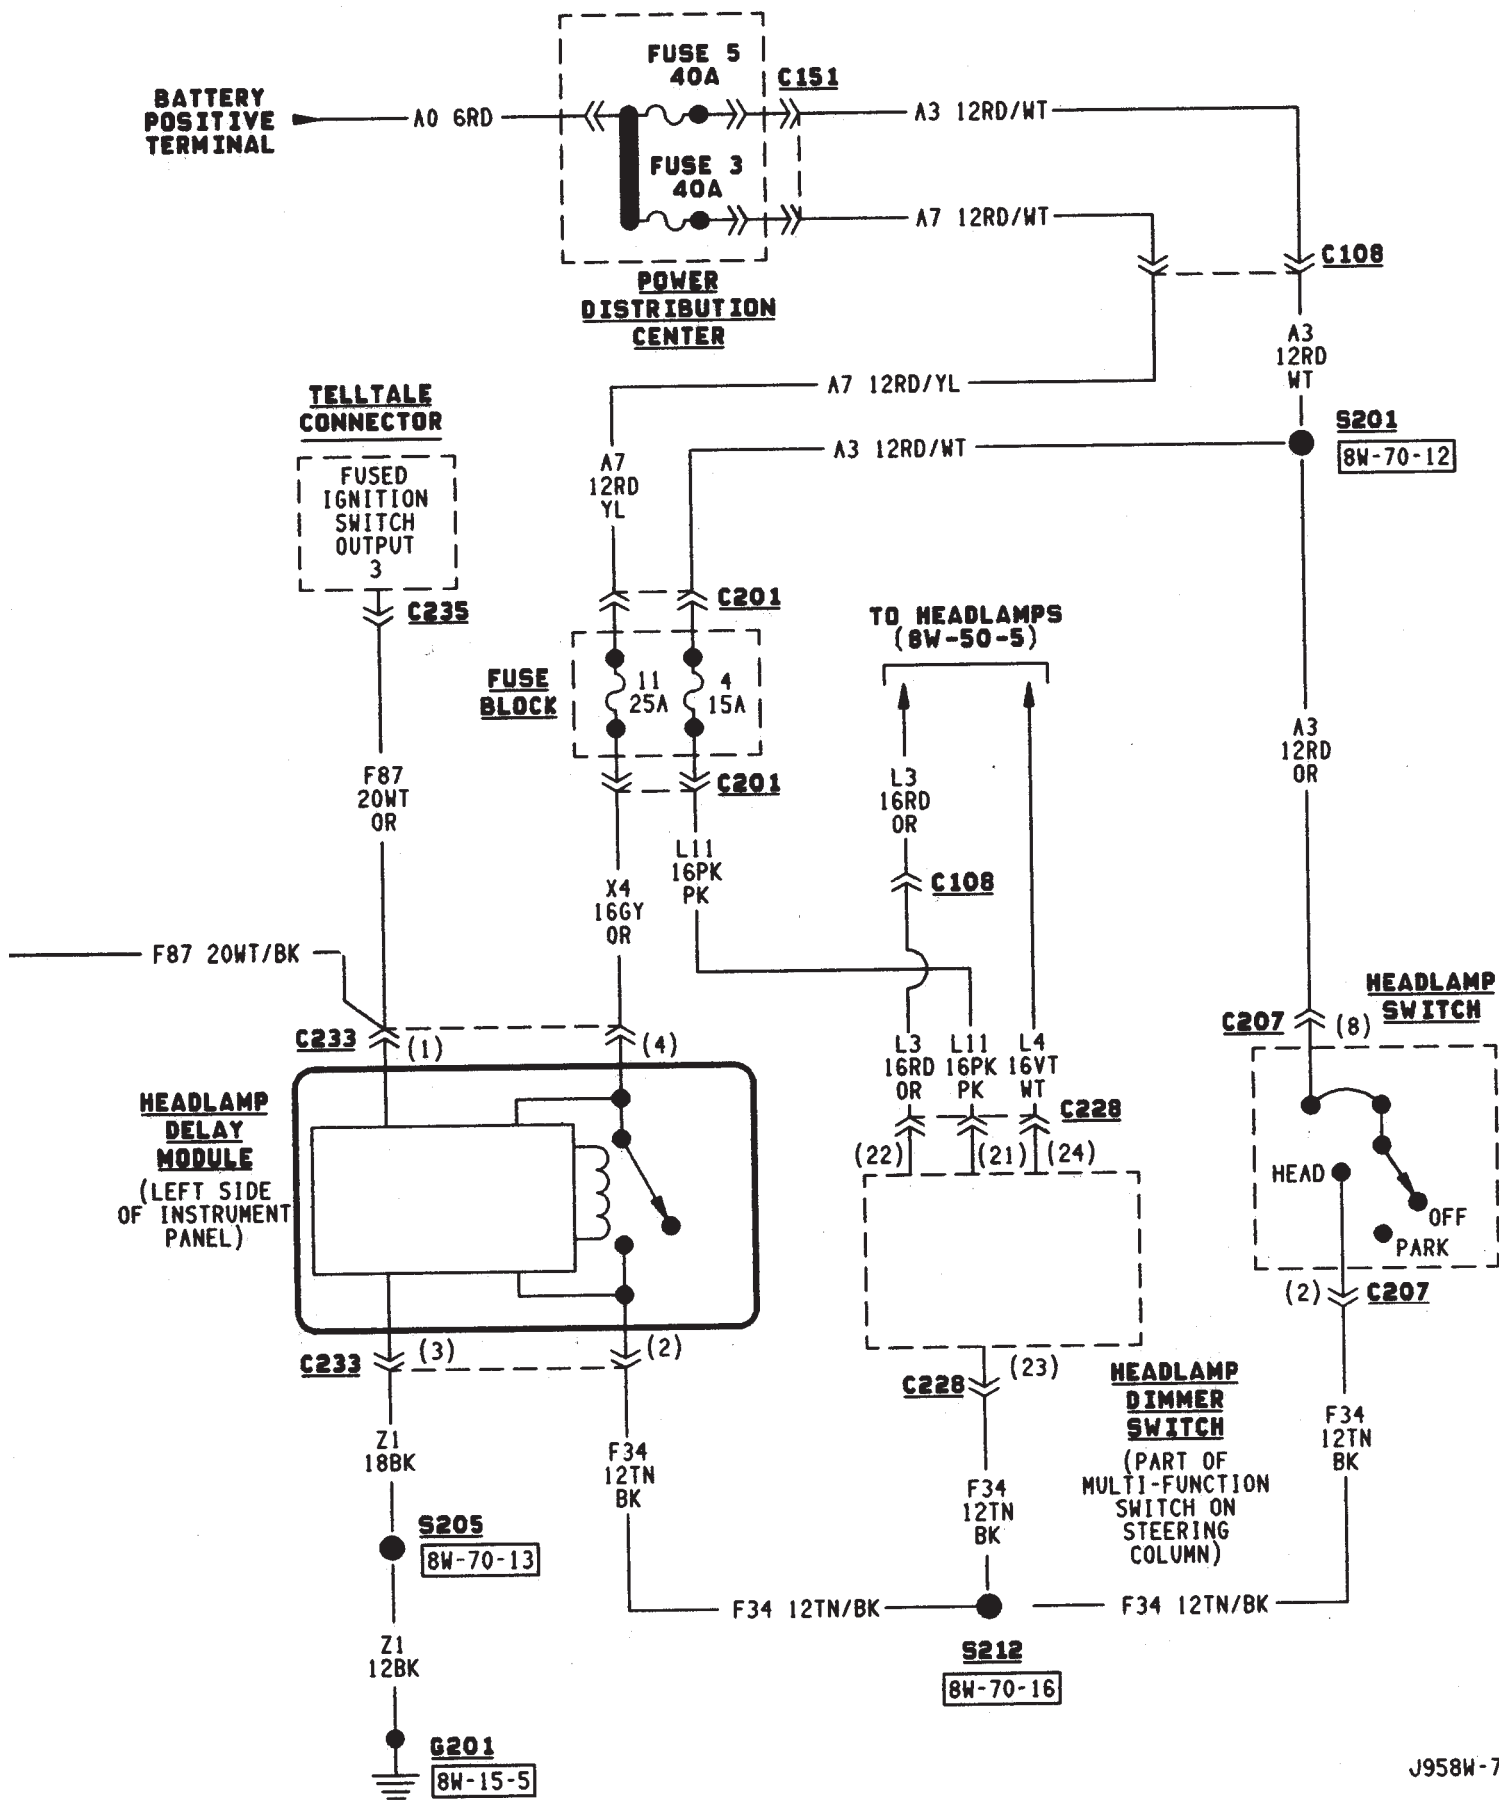 FUSE 5
40A
C151
BATTERY
POSITIVE
TERMINAL
A0 6RD
A3 12RD/WT
FUSE 3
40A
A7 12RD/WT
C108
POWER
DISTRIBUTION
CENTER
A3
12RD
WT
A7 12RD/YL
TELLTALE
CONNECTOR
S201
8W-70-12
A3 12RD/WT
A7
12RD
YL
FUSED
IGNITION
SWITCH
OUTPUT
3
C235
C201
TO HEADLAMPS
(8W-50-5)
FUSE
BLOCK
11
25A
4
15A
C201
A3
12RD
OR
F87
20WT
OR
L3
16RD
OR
L11
16PK
PK
C108
X4
16GY
OR
F87 20WT/BK
HEADLAMP
SWITCH
C207
(8)
C233
(1)
(4)
L3
16RD
OR
L11
16PK
PK
L4
16VT
WT
C228
(22)
(21)
(24)
HEADLAMP
DELAY
MODULE
(LEFT SIDE
OF INSTRUMENT
PANEL)
HEAD
OFF
PARK
(2)
C207
C233
(3)
(2)
(23)
C228
HEADLAMP
DIMMER
SWITCH
(PART OF
MULTI-FUNCTION
SWITCH ON
STEERING
COLUMN)
F34
12TN
BK
Z1
18BK
F34
12TN
BK
F34
12TN
BK
S205
8W-70-13
F34 12TN/BK
F34 12TN/BK
S212
8W-70-16
Z1
12BK
G201
8W-15-5
J958W-7